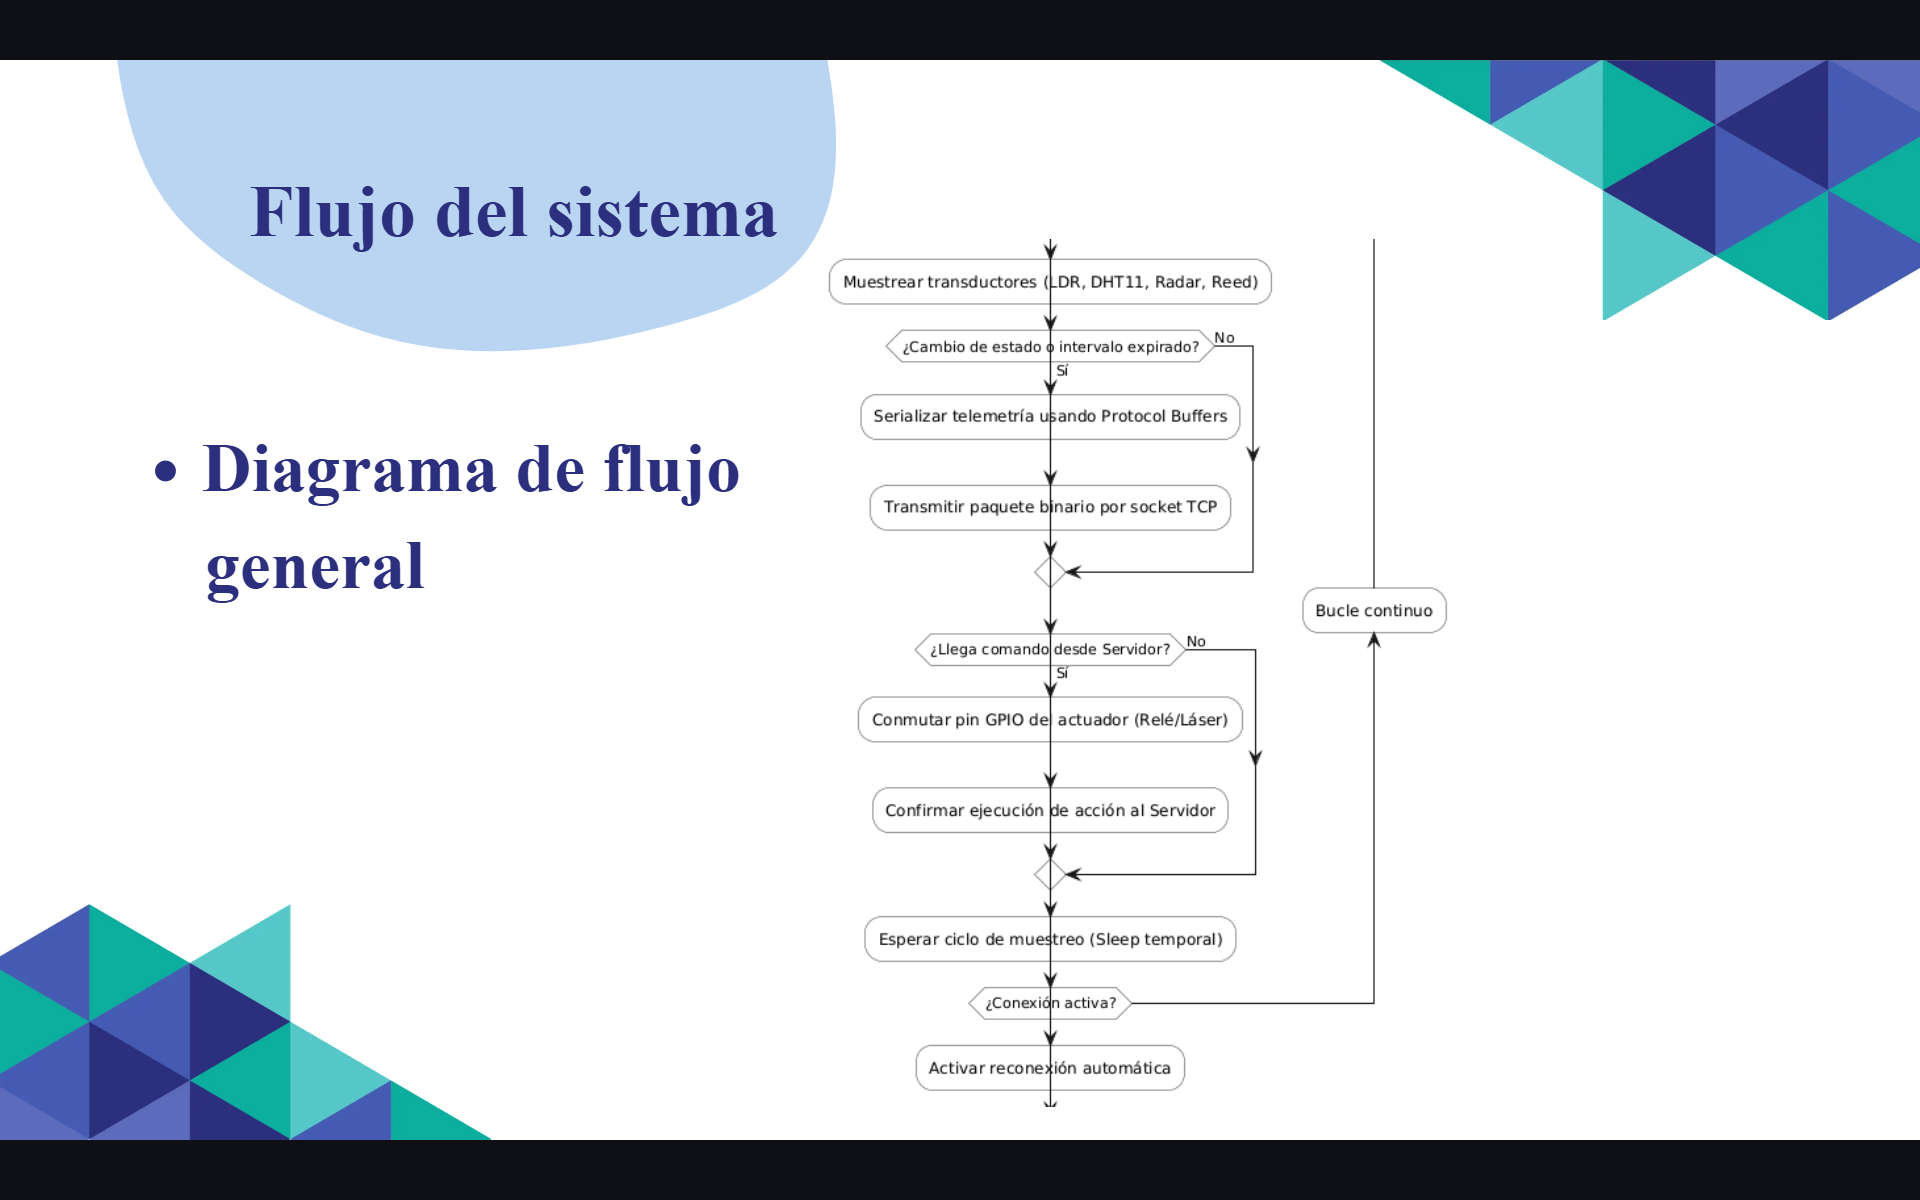 Flujo del sistema
• Diagrama de flujo
general
Muestrear transductores (LDR, DHT11, Radar, Reed)
¿Cambio de estado o intervalo expirado?
No
Sí
Serializar telemetría usando Protocol Buffers
Transmitir paquete binario por socket TCP
Bucle continuo
¿Llega comando desde Servidor?
No
Sí
Conmutar pin GPIO del actuador (Relé/Láser)
Confirmar ejecución de acción al Servidor
Esperar ciclo de muestreo (Sleep temporal)
¿Conexión activa?
Activar reconexión automática